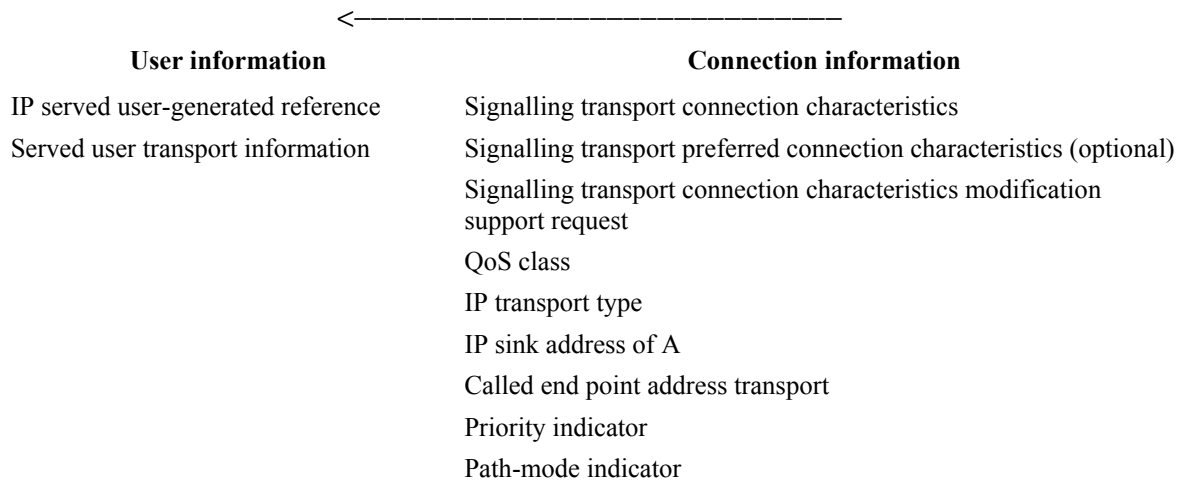 User information Connection information
IP served user-generated reference Signalling transport connection characteristics
Served user transport information Signalling transport preferred connection characteristics (optional)
Signalling transport connection characteristics modification
support request
QoS class
IP transport type
IP sink address of A
Called end point address transport
Priority indicator
Path-mode indicator